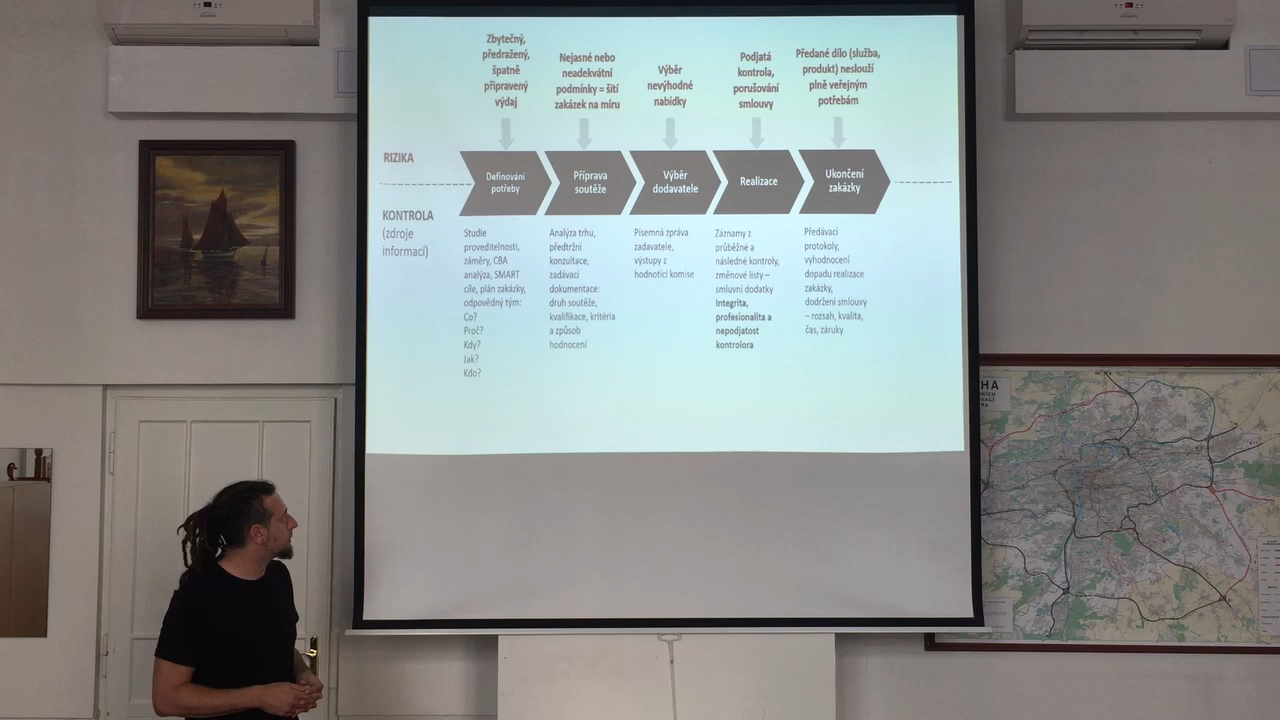 Zbytečný,
předražený,
špatně
připravený
výdaj
Nejasné nebo
neadekvátní
podmínky = šití
zakázek na míru
Výběr
nevýhodné
nabídky
Podjatá
kontrola,
porušování
smlouvy
Předané dílo (služba,
produkt) neslouží
plně veřejným
potřebám
RIZIKA
Definování
potřeby
Příprava
soutěže
Výběr
dodavatele
Realizace
Ukončení
zakázky
KONTROLA
(zdroje
informací)
Studie
proveditelnosti,
záměry, CBA
analýza, SMART
cíle, plán zakázky,
odpovědný tým:
Co?
Proč?
Kdy?
Jak?
Kdo?
Analýza trhu,
předtržní
konzultace,
zadávací
dokumentace:
druh soutěže,
kvalifikace, kritéria
a způsob
hodnocení
Písemná zpráva
zadavatele,
výstupy z
hodnotící komise
Záznamy z
průběžné a
následné kontroly,
změnové listy –
smluvní dodatky
Integrita,
profesionalita a
nepodjatost
kontrolora
Předávací
protokoly,
vyhodnocení
dopadu realizace
zakázky,
dodržení smlouvy
– rozsah, kvalita,
čas, záruky
HA